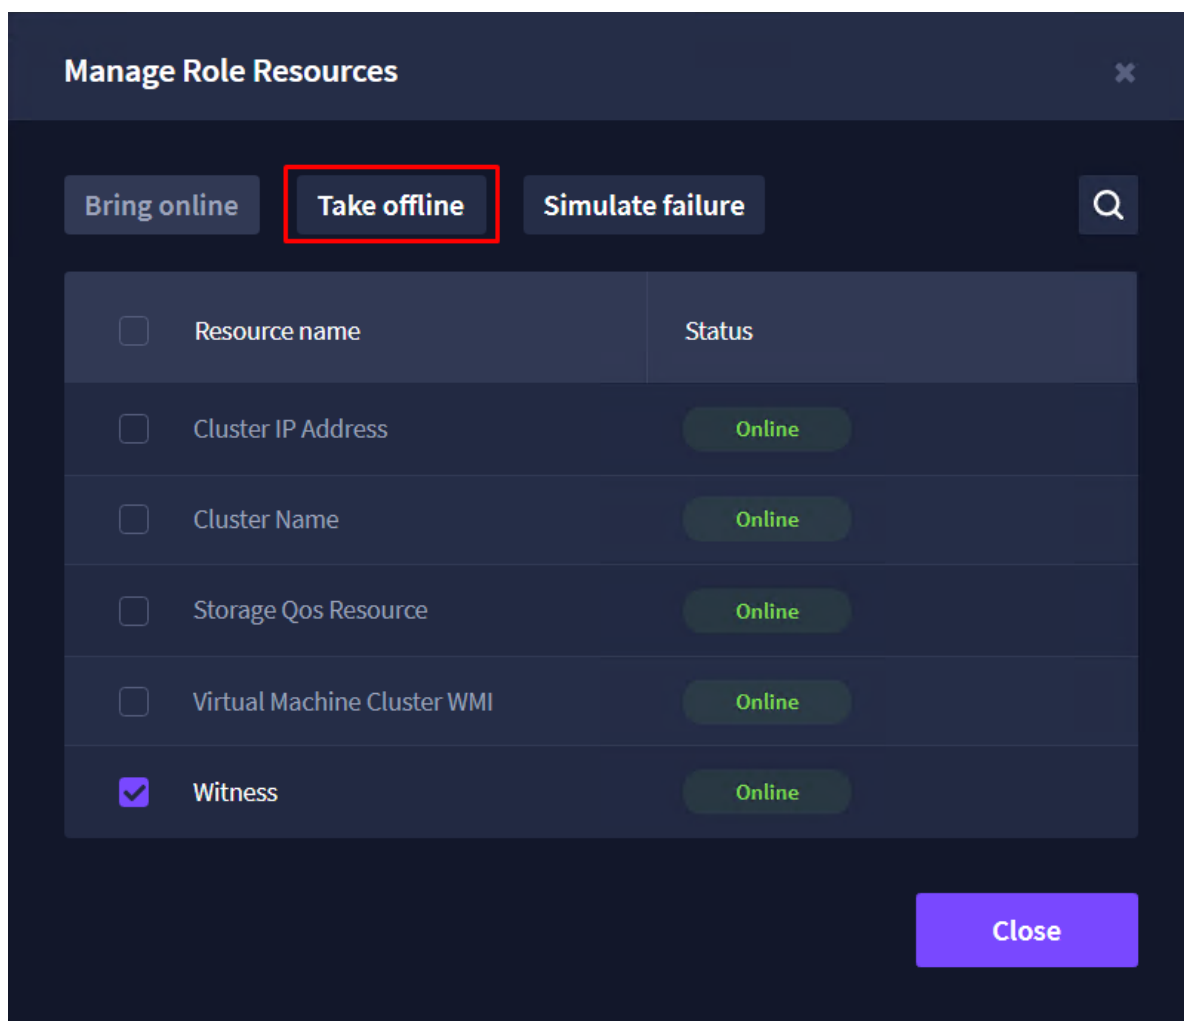 Manage Role Resources
Bring online Take offline Simulate failure
Resource name Status
Cluster IP Address Online
Cluster Name Online
Storage Qos Resource Online
Virtual Machine Cluster WMI Online
Witness Online
Close